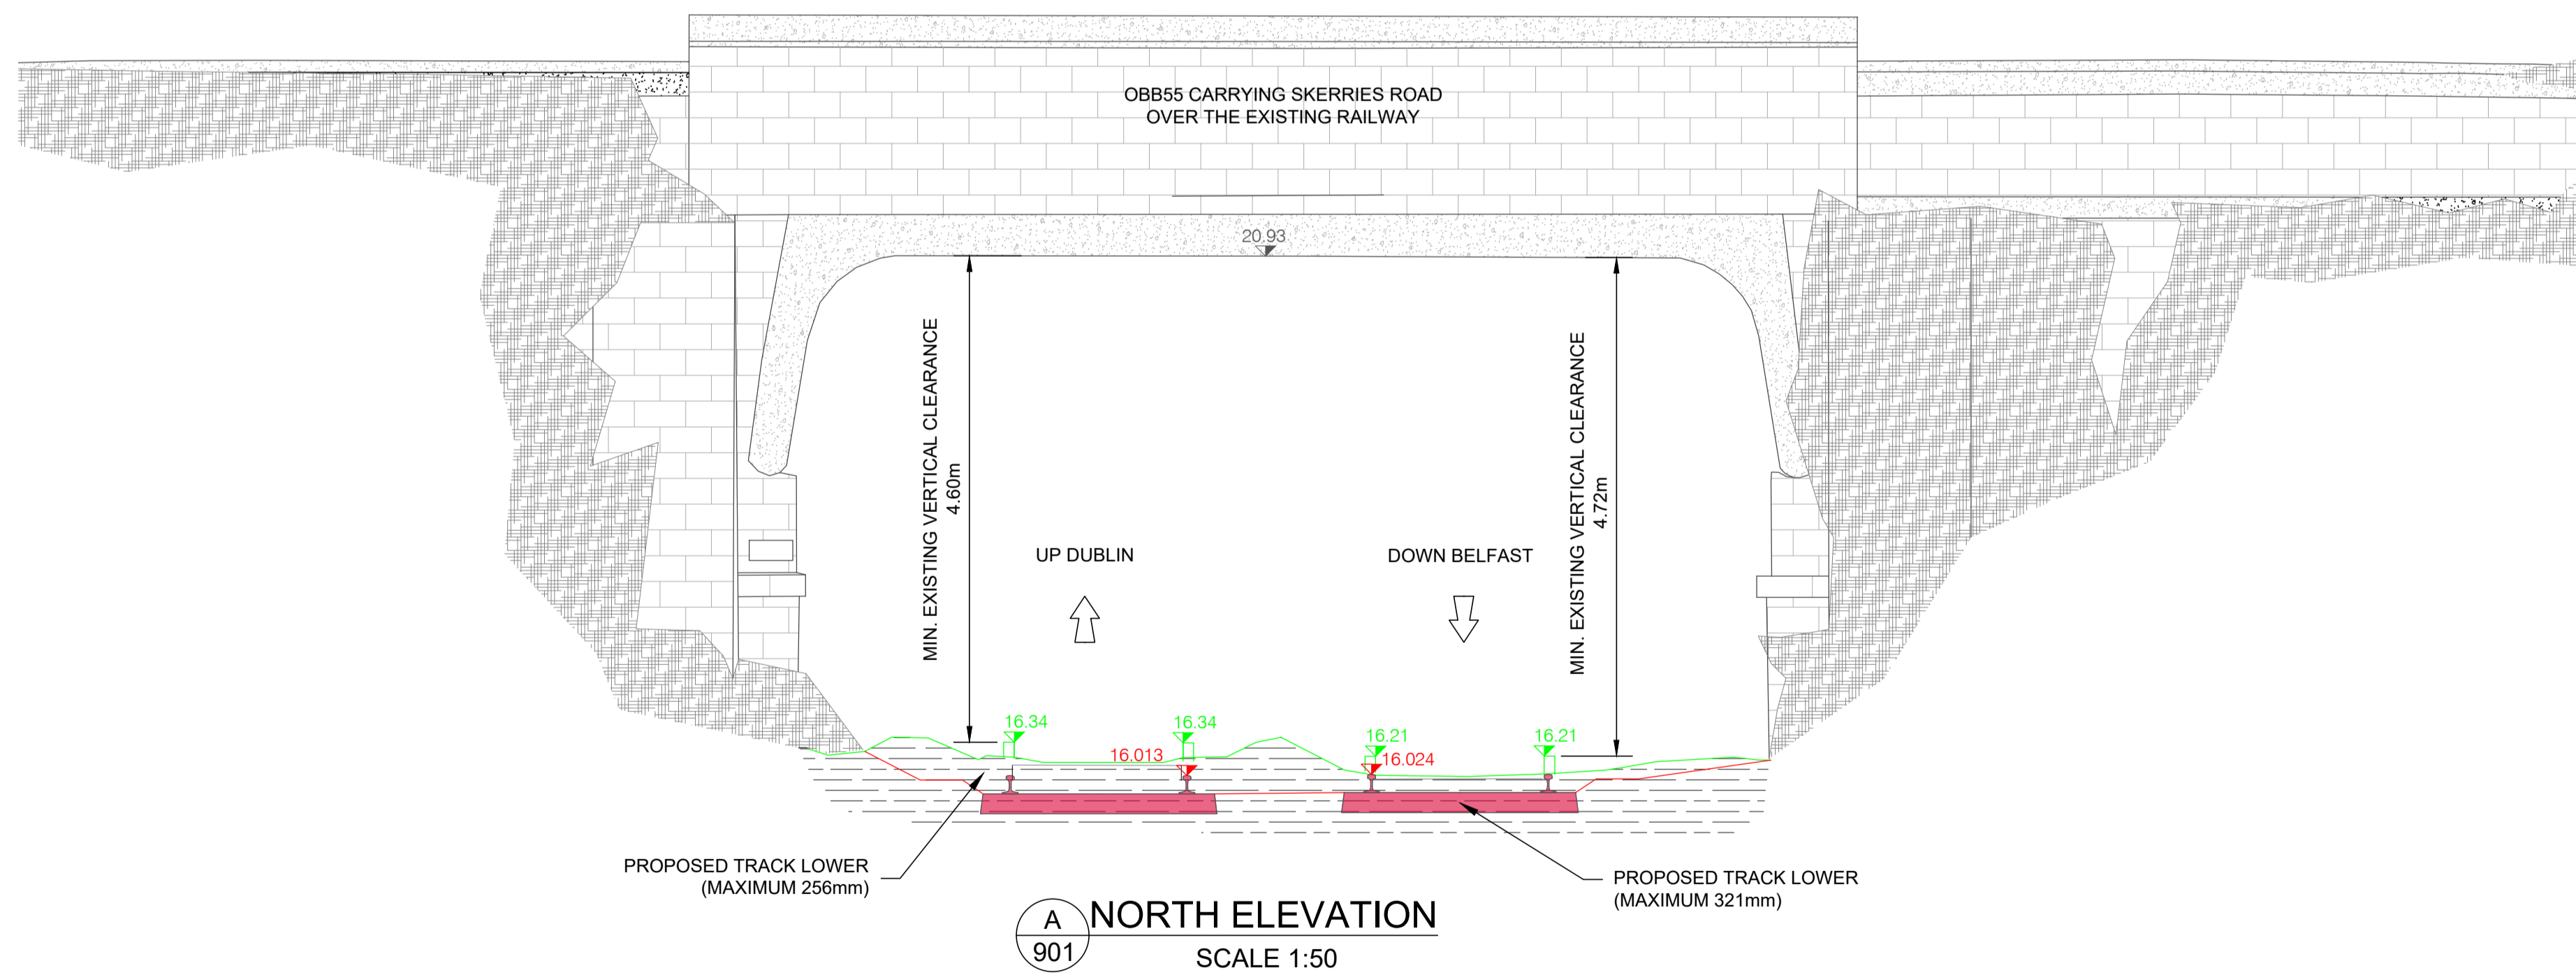 OBB55 CARRYING SKERRIES ROAD
OVER THE EXISTING RAILWAY
20.93
MIN. EXISTING VERTICAL CLEARANCE
4.60m
MIN. EXISTING VERTICAL CLEARANCE
4.72m
UP DUBLIN
DOWN BELFAST
16.34
16.34
16.21
16.21
16.013
16.024
PROPOSED TRACK LOWER
(MAXIMUM 256mm)
PROPOSED TRACK LOWER
(MAXIMUM 321mm)
A
901
NORTH ELEVATION
SCALE 1:50